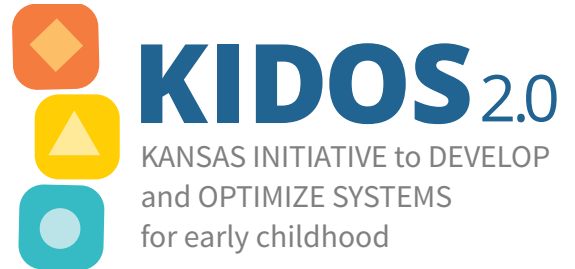 KIDOS 2.0
KANSAS INITIATIVE to DEVELOP
and OPTIMIZE SYSTEMS
for early childhood